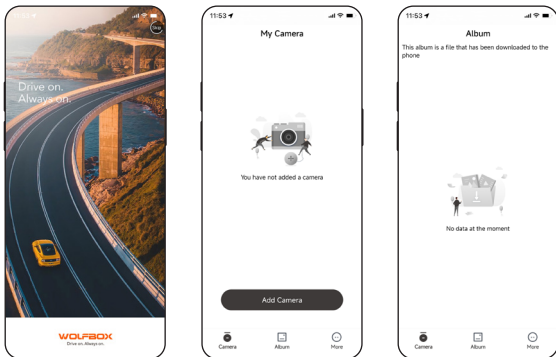 11:53
Skip
Drive on.
Always on.
WOLFBOX
Drive on. Always on.
11:53
My Camera
You have not added a camera
Add Camera
Camera
Album
More
11:53
Album
This album is a file that has been downloaded to the
phone
No data at the moment
Camera
Album
More